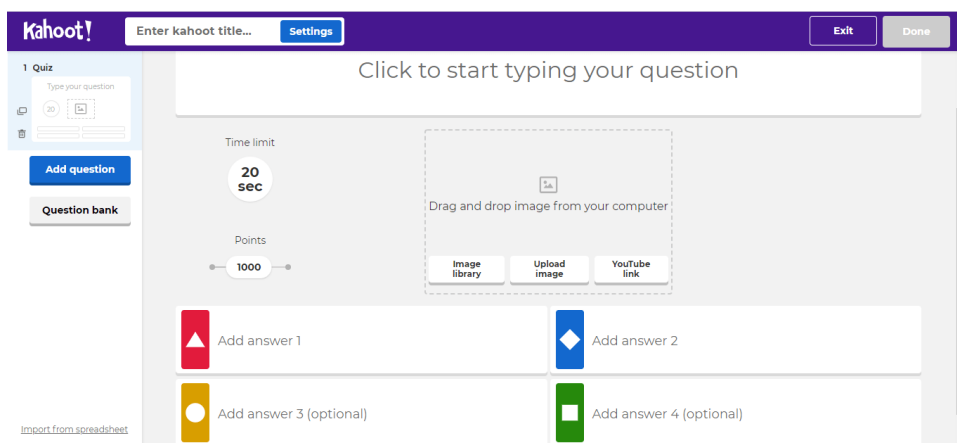 Kahoot!
Enter kahoot title...
Settings
Exit
Done
1 Quiz
Type your question
20
Add question
Question bank
Import from spreadsheet
Click to start typing your question
Time limit
20
sec
Points
1000
Drag and drop image from your computer
Image
library
Upload
image
YouTube
link
Add answer 1
Add answer 2
Add answer 3 (optional)
Add answer 4 (optional)